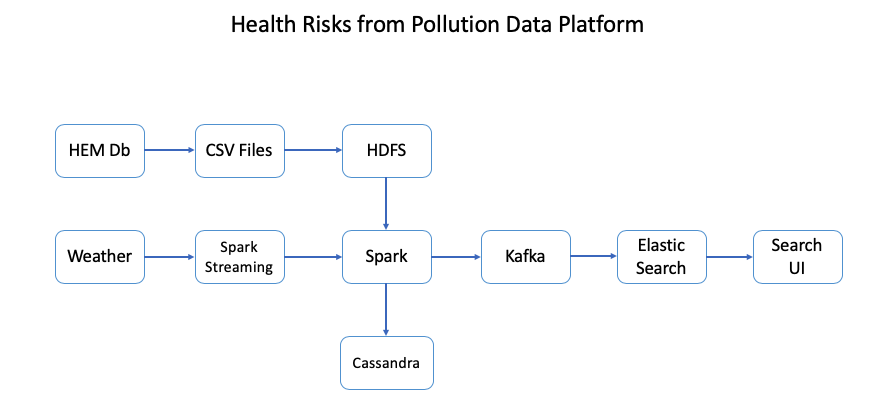 Health Risks from Pollution Data Platform
HEM Db
CSV Files
HDFS
Weather
Spark
Streaming
Spark
Kafka
Elastic
Search
Search
UI
Cassandra